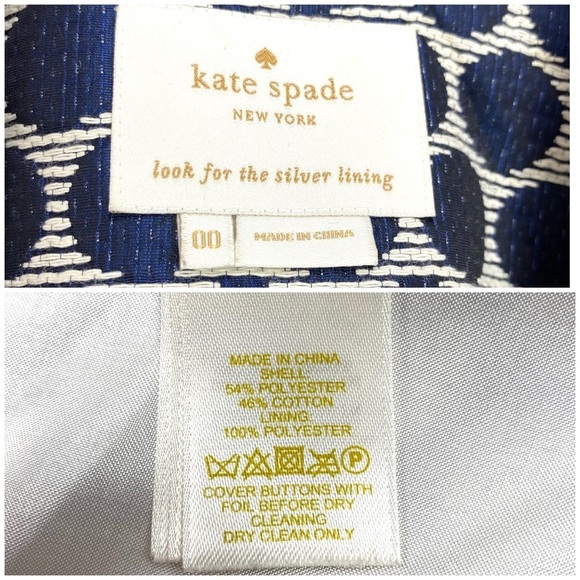 kate spade
NEW YORK
look for the silver lining
00
MADE IN CHINA
MADE IN CHINA
SHELL:
54% POLYESTER
46% COTTON
LINING:
100% POLYESTER
P
COVER BUTTONS WITH
FOIL BEFORE DRY
CLEANING
DRY CLEAN ONLY